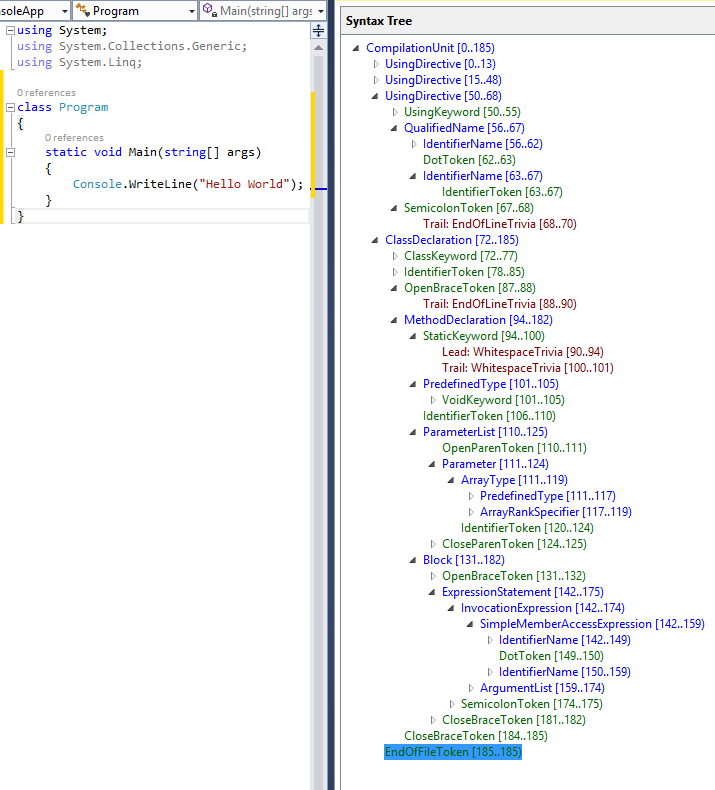 soleApp
Program
Main(string[] args
using System;
using System.Collections.Generic;
using System.Linq;
0 references
class Program
{
0 references
static void Main(string[] args)
{
Console.WriteLine("Hello World");
}
}
Syntax Tree
CompilationUnit [0..185)
UsingDirective [0..13)
UsingDirective [15..48)
UsingDirective [50..68)
UsingKeyword [50..55)
QualifiedName [56..67)
IdentifierName [56..62)
DotToken [62..63)
IdentifierName [63..67)
IdentifierToken [63..67)
SemicolonToken [67..68)
Trail: EndOfLineTrivia [68..70)
ClassDeclaration [72..185)
ClassKeyword [72..77)
IdentifierToken [78..85)
OpenBraceToken [87..88)
Trail: EndOfLineTrivia [88..90)
MethodDeclaration [94..182)
StaticKeyword [94..100)
Lead: WhitespaceTrivia [90..94)
Trail: WhitespaceTrivia [100..101)
PredefinedType [101..105)
VoidKeyword [101..105)
IdentifierToken [106..110)
ParameterList [110..125)
OpenParenToken [110..111)
Parameter [111..124)
ArrayType [111..119)
PredefinedType [111..117)
ArrayRankSpecifier [117..119)
IdentifierToken [120..124)
CloseParenToken [124..125)
Block [131..182)
OpenBraceToken [131..132)
ExpressionStatement [142..175)
InvocationExpression [142..174)
SimpleMemberAccessExpression [142..159)
IdentifierName [142..149)
DotToken [149..150)
IdentifierName [150..159)
ArgumentList [159..174)
SemicolonToken [174..175)
CloseBraceToken [181..182)
CloseBraceToken [184..185)
EndOfFileToken [185..185)